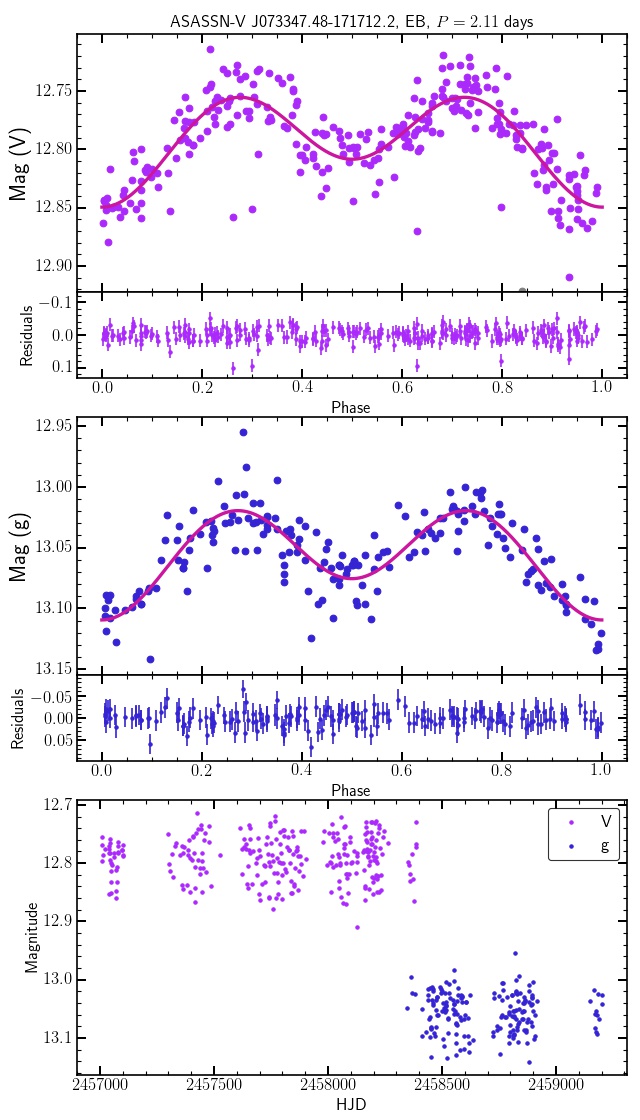 ASASSN-V J073347.48-171712.2, EB, P = 2.11 days
Mag (V)
12.75
12.80
12.85
12.90
Residuals
−0.1
0.0
0.1
0.0 0.2 0.4 0.6 0.8 1.0
Phase
Mag (g)
12.95
13.00
13.05
13.10
13.15
Residuals
−0.05
0.00
0.05
0.0 0.2 0.4 0.6 0.8 1.0
Phase
Magnitude
12.7
12.8
12.9
13.0
13.1
V
g
2457000 2457500 2458000 2458500 2459000
HJD